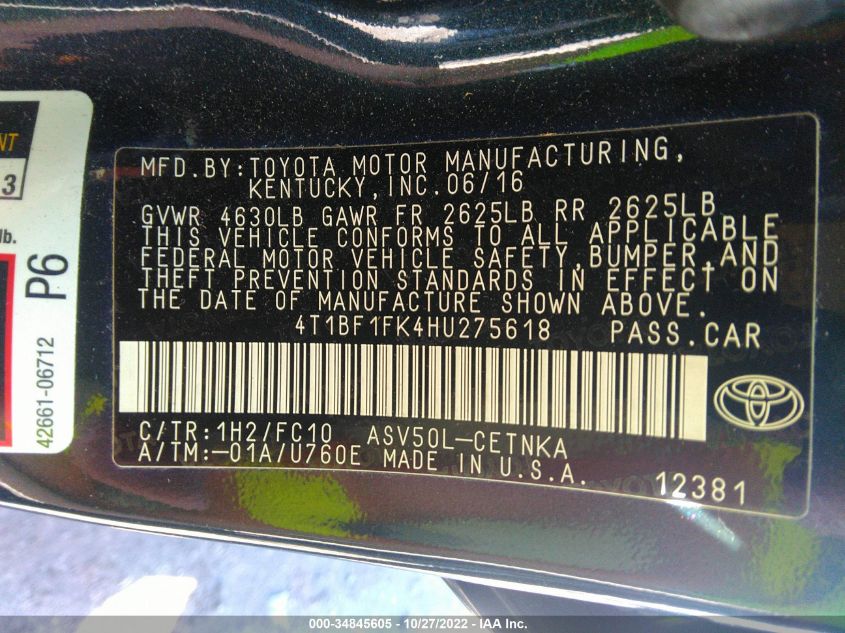 NT
3
lb.
P6
42661-06712
MFD.BY:TOYOTA MOTOR MANUFACTURING,
KENTUCKY,INC.06/16
GVWR 4630LB GAWR FR 2625LB RR 2625LB
THIS VEHICLE CONFORMS TO ALL APPLICABLE
FEDERAL MOTOR VEHICLE SAFETY,BUMPER,AND
THEFT PREVENTION STANDARDS IN EFFECT ON
THE DATE OF MANUFACTURE SHOWN ABOVE.
4T1BF1FK4HU275618 PASS.CAR
C/TR:1H2/FC10 ASV50L-CETNKA
A/TM:-01A/U760E MADE IN U.S.A.
12381
000-34845605 - 10/27/2022 - IAA Inc.